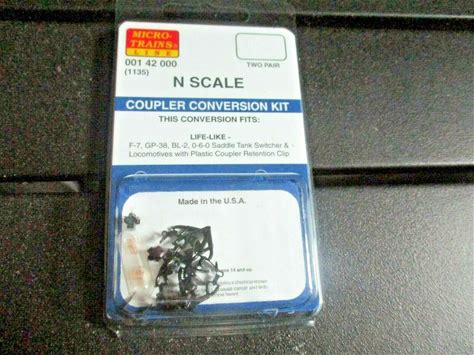 MICRO-
TRAINS®
LINE
001 42 000
(1135)
TWO PAIR
N SCALE
COUPLER CONVERSION KIT
THIS CONVERSION FITS:
LIFE-LIKE -
F-7, GP-38, BL-2, 0-6-0 Saddle Tank Switcher &
Locomotives with Plastic Coupler Retention Clip
Made in the U.S.A.
14 and